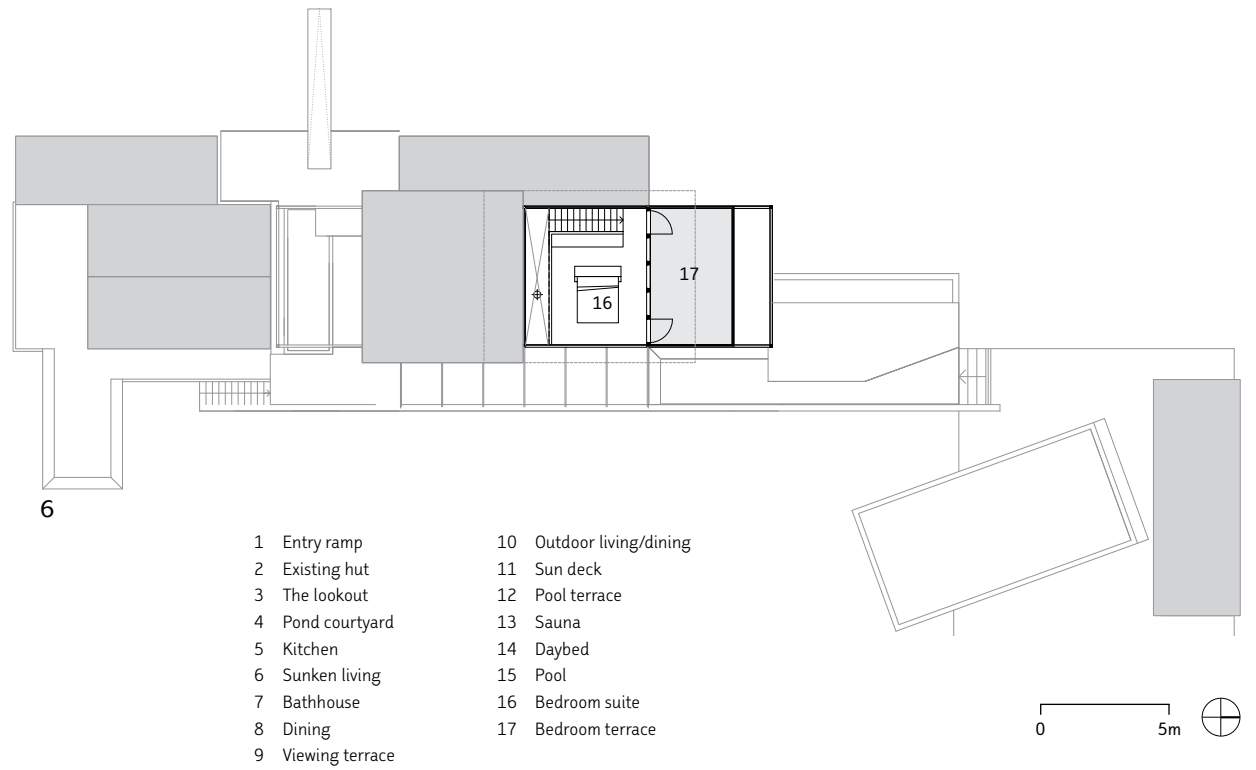 17
16
6
1 Entry ramp
2 Existing hut
3 The lookout
4 Pond courtyard
5 Kitchen
6 Sunken living
7 Bathhouse
8 Dining
9 Viewing terrace
10 Outdoor living/dining
11 Sun deck
12 Pool terrace
13 Sauna
14 Daybed
15 Pool
16 Bedroom suite
17 Bedroom terrace
0 5m